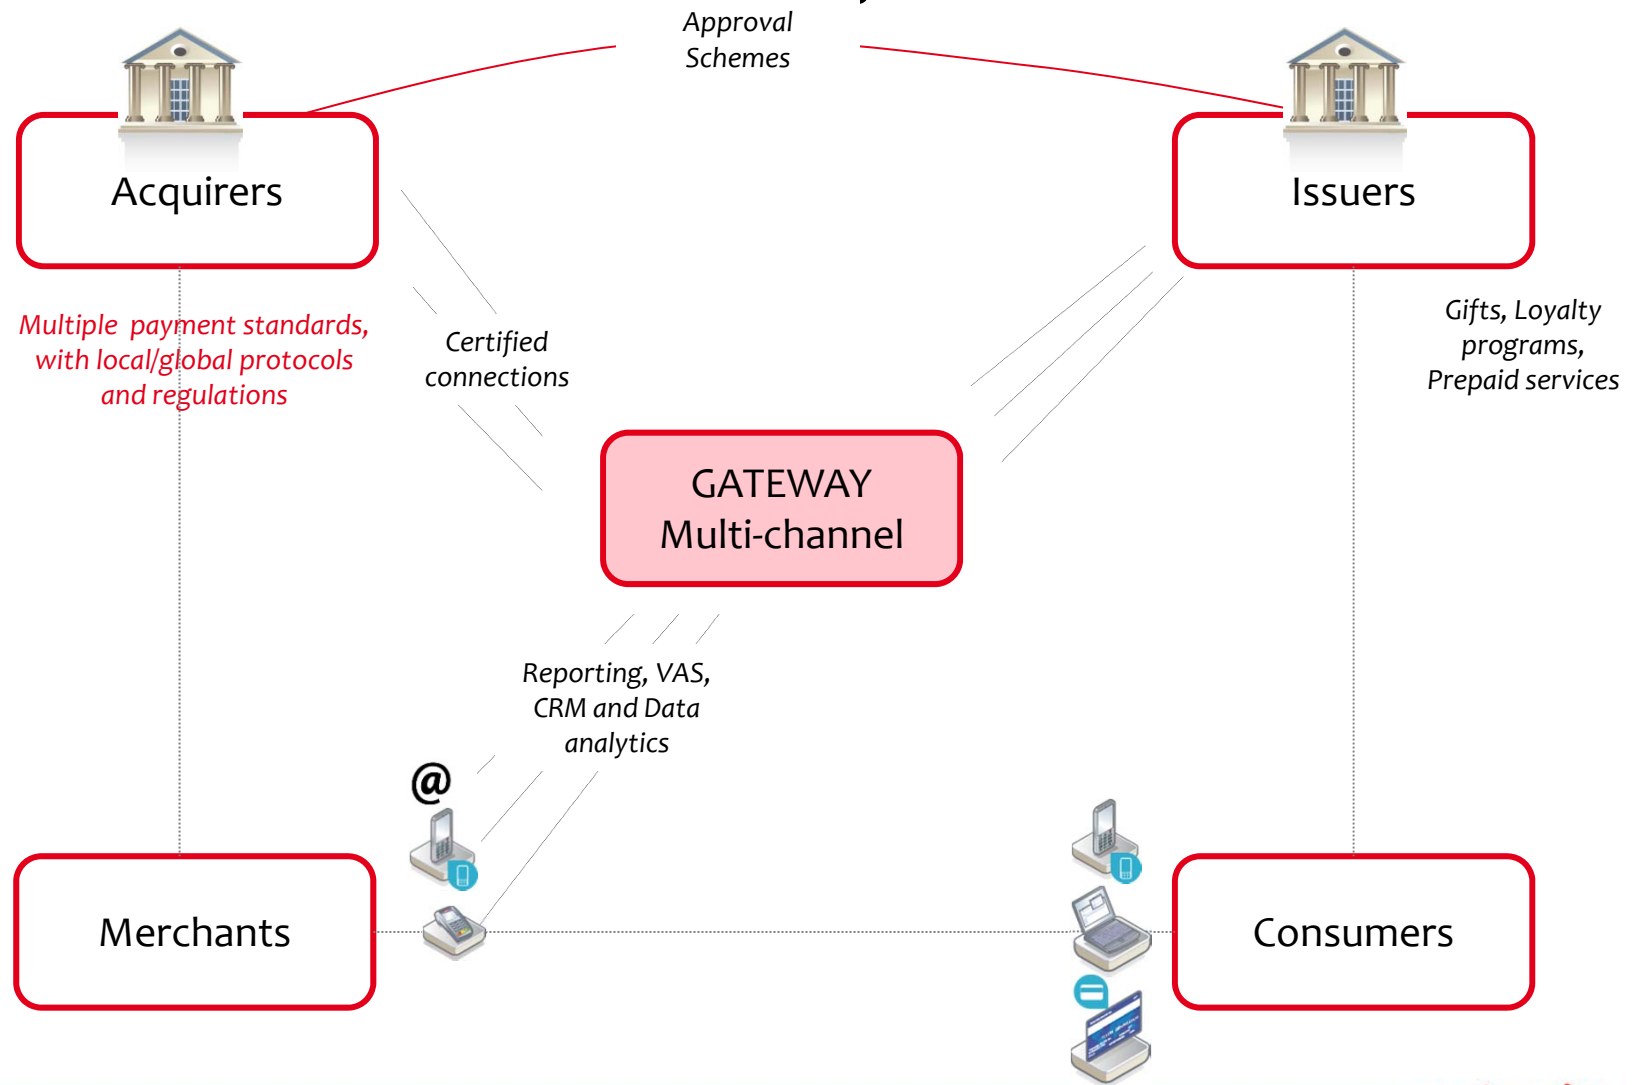 Approval
Schemes
Acquirers
Issuers
Multiple payment standards,
with local/global protocols
and regulations
Certified
connections
Gifts, Loyalty
programs,
Prepaid services
GATEWAY
Multi-channel
Reporting, VAS,
CRM and Data
analytics
@
Merchants
Consumers